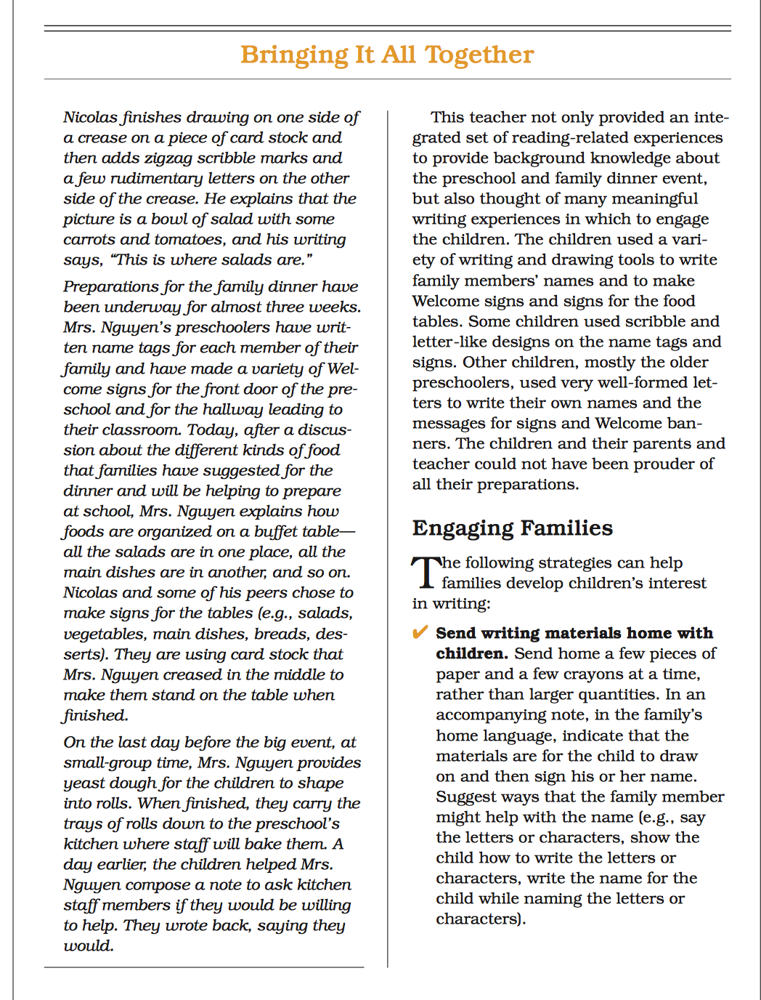 Bringing It All Together
Nicolas finishes drawing on one side of
a crease on a piece of card stock and
then adds zigzag scribble marks and
a few rudimentary letters on the other
side of the crease. He explains that the
picture is a bowl of salad with some
carrots and tomatoes, and his writing
says, “This is where salads are.”
Preparations for the family dinner have
been underway for almost three weeks.
Mrs. Nguyen’s preschoolers have writ-
ten name tags for each member of their
family and have made a variety of Wel-
come signs for the front door of the pre-
school and for the hallway leading to
their classroom. Today, after a discus-
sion about the different kinds of food
that families have suggested for the
dinner and will be helping to prepare
at school, Mrs. Nguyen explains how
foods are organized on a buffet table—
all the salads are in one place, all the
main dishes are in another, and so on.
Nicolas and some of his peers chose to
make signs for the tables (e.g., salads,
vegetables, main dishes, breads, des-
serts). They are using card stock that
Mrs. Nguyen creased in the middle to
make them stand on the table when
finished.
On the last day before the big event, at
small-group time, Mrs. Nguyen provides
yeast dough for the children to shape
into rolls. When finished, they carry the
trays of rolls down to the preschool’s
kitchen where staff will bake them. A
day earlier, the children helped Mrs.
Nguyen compose a note to ask kitchen
staff members if they would be willing
to help. They wrote back, saying they
would.
This teacher not only provided an inte-
grated set of reading-related experiences
to provide background knowledge about
the preschool and family dinner event,
but also thought of many meaningful
writing experiences in which to engage
the children. The children used a vari-
ety of writing and drawing tools to write
family members’ names and to make
Welcome signs and signs for the food
tables. Some children used scribble and
letter-like designs on the name tags and
signs. Other children, mostly the older
preschoolers, used very well-formed let-
ters to write their own names and the
messages for signs and Welcome ban-
ners. The children and their parents and
teacher could not have been prouder of
all their preparations.
Engaging Families
The following strategies can help
families develop children’s interest
in writing:
✔ Send writing materials home with
children. Send home a few pieces of
paper and a few crayons at a time,
rather than larger quantities. In an
accompanying note, in the family’s
home language, indicate that the
materials are for the child to draw
on and then sign his or her name.
Suggest ways that the family member
might help with the name (e.g., say
the letters or characters, show the
child how to write the letters or
characters, write the name for the
child while naming the letters or
characters).